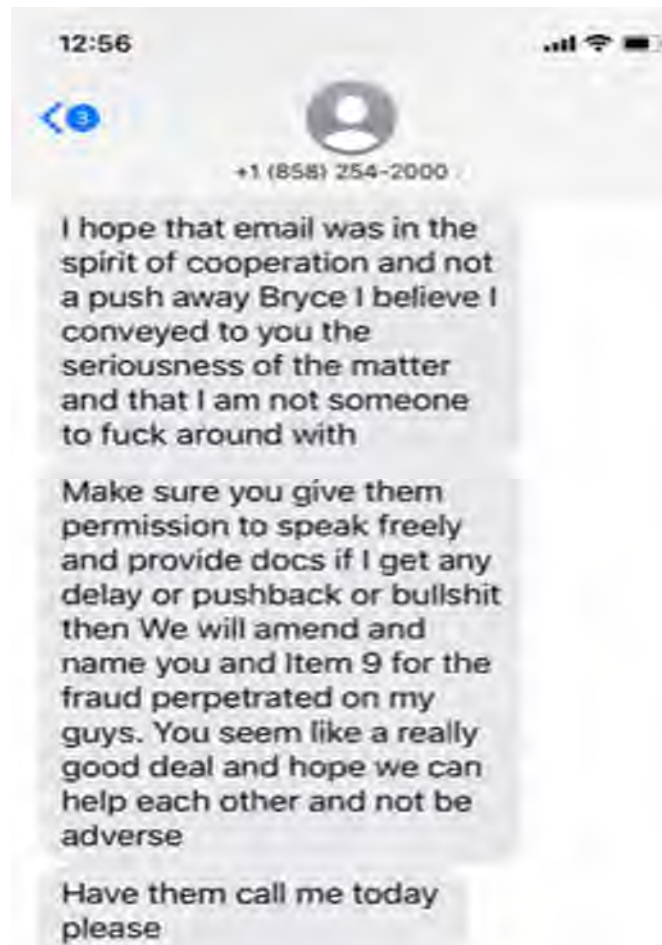 12:56
3
+1 (858) 254-2000
I hope that email was in the
spirit of cooperation and not
a push away Bryce I believe I
conveyed to you the
seriousness of the matter
and that I am not someone
to fuck around with
Make sure you give them
permission to speak freely
and provide docs if I get any
delay or pushback or bullshit
then We will amend and
name you and Item 9 for the
fraud perpetrated on my
guys. You seem like a really
good deal and hope we can
help each other and not be
adverse
Have them call me today
please